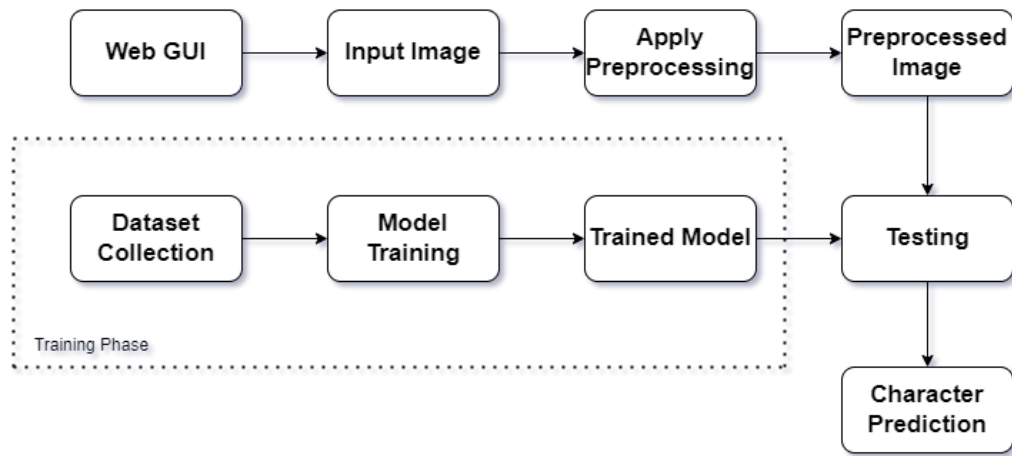 Web GUI
Input Image
Apply
Preprocessing
Preprocessed
Image
Dataset
Collection
Model
Training
Trained Model
Testing
Training Phase
Character
Prediction